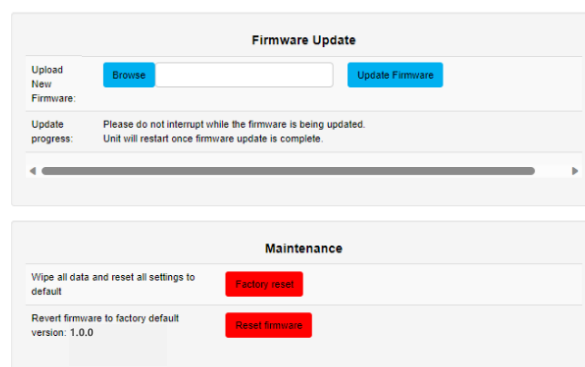 Firmware Update
Upload
New
Firmware:
Browse
Update Firmware
Update
progress:
Please do not interrupt while the firmware is being updated.
Unit will restart once firmware update is complete.
Maintenance
Wipe all data and reset all settings to
default
Factory reset
Revert firmware to factory default
version: 1.0.0
Reset firmware